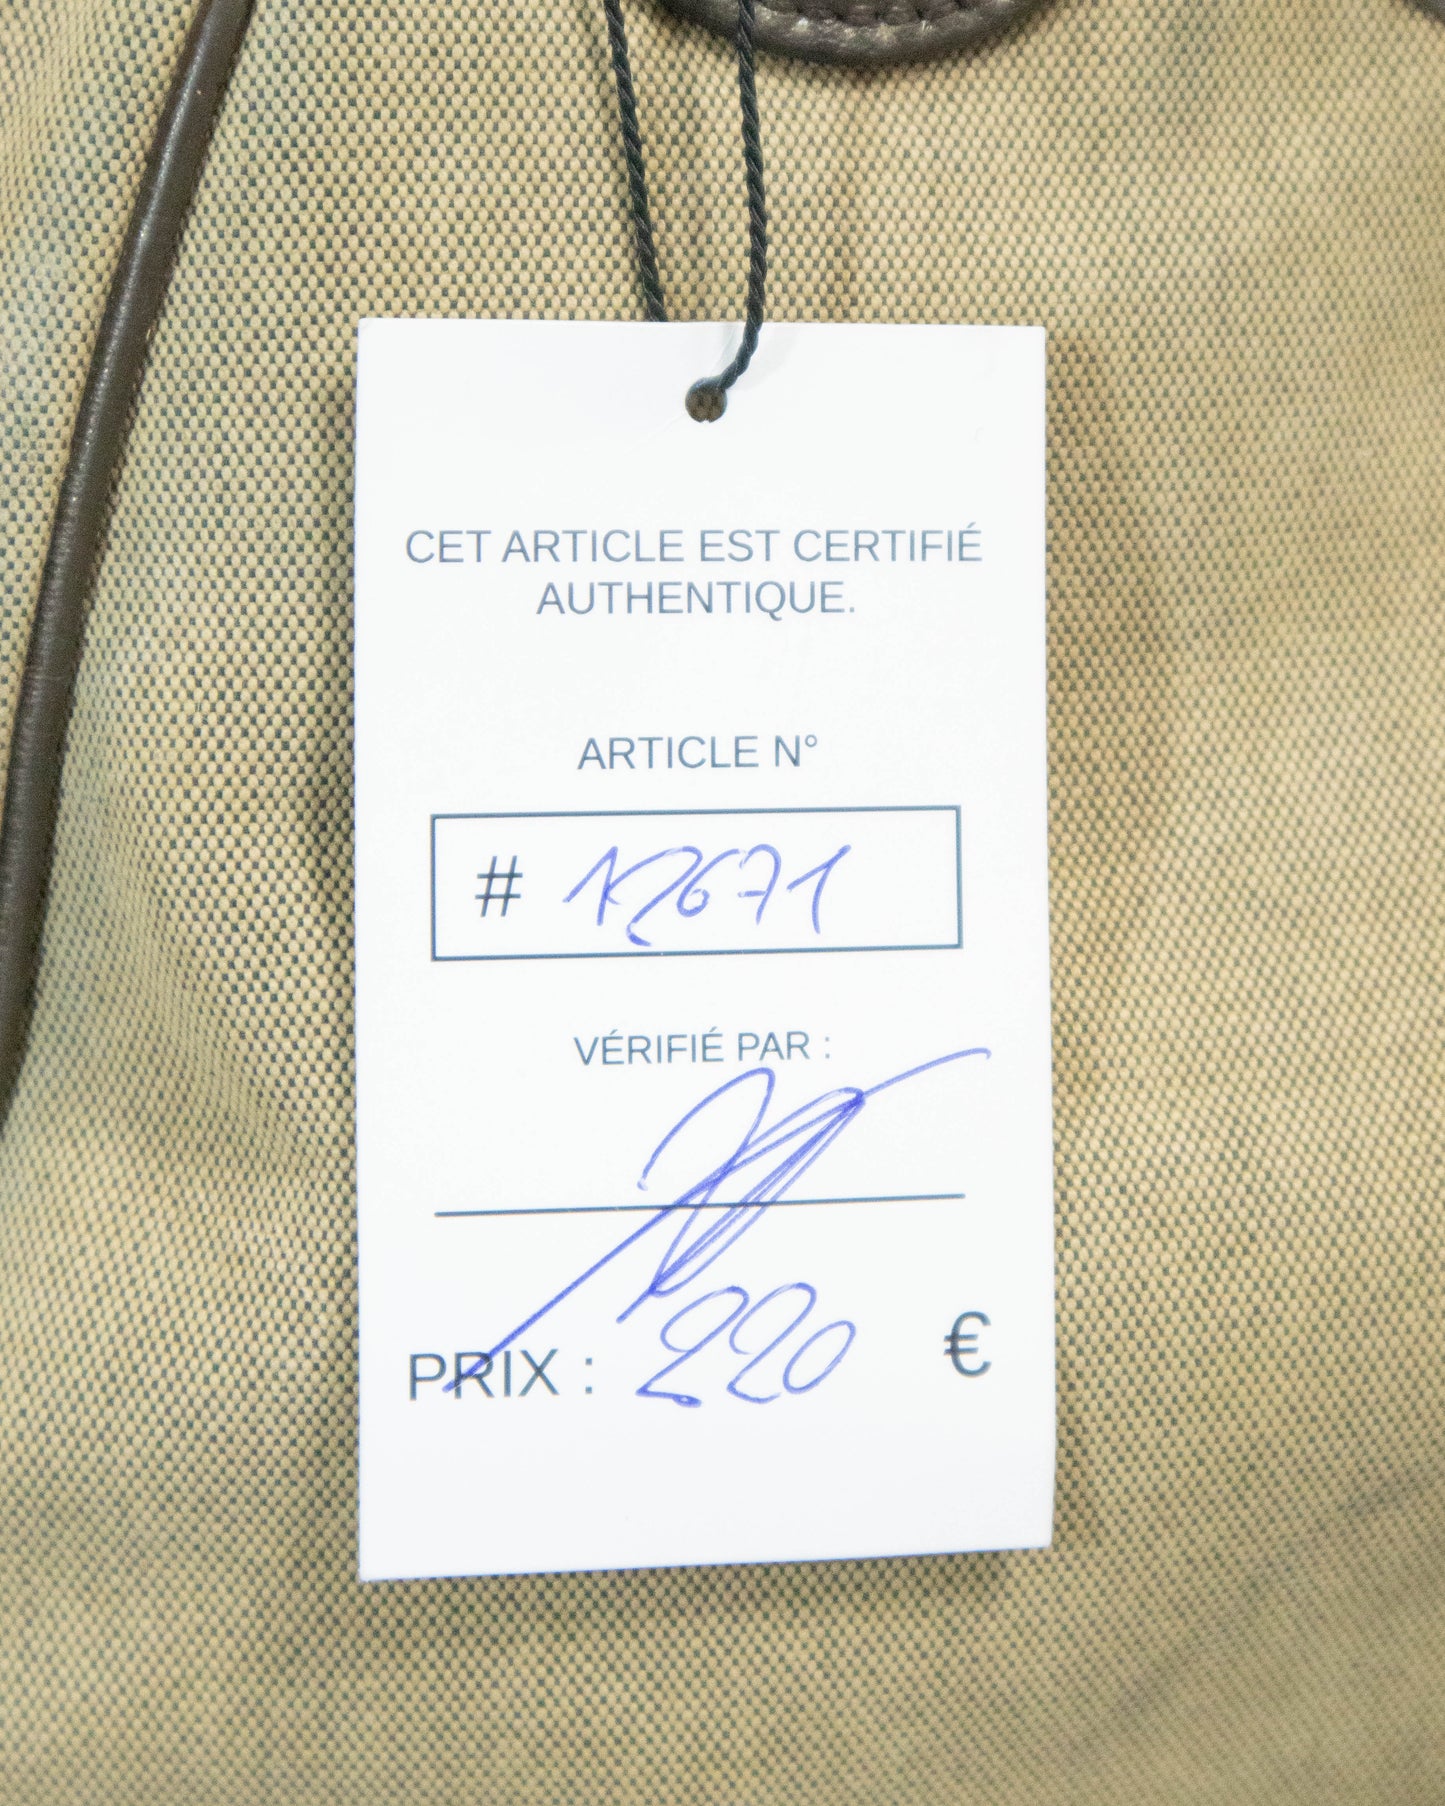 CET ARTICLE EST CERTIFIÉ
AUTHENTIQUE.
ARTICLE N°
# 12671
VÉRIFIÉ PAR :
PRIX : 220 €